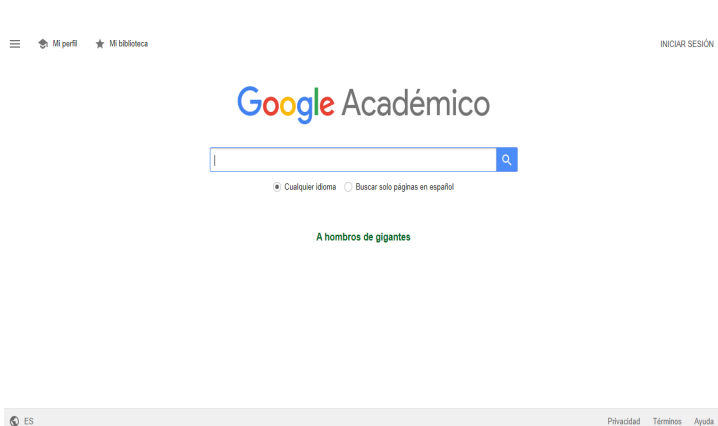 Mi perfil Mi biblioteca INICIAR SESIÓN
Google Académico
Cualquier idioma Buscar solo páginas en español
A hombros de gigantes
ES Privacidad Términos Ayuda